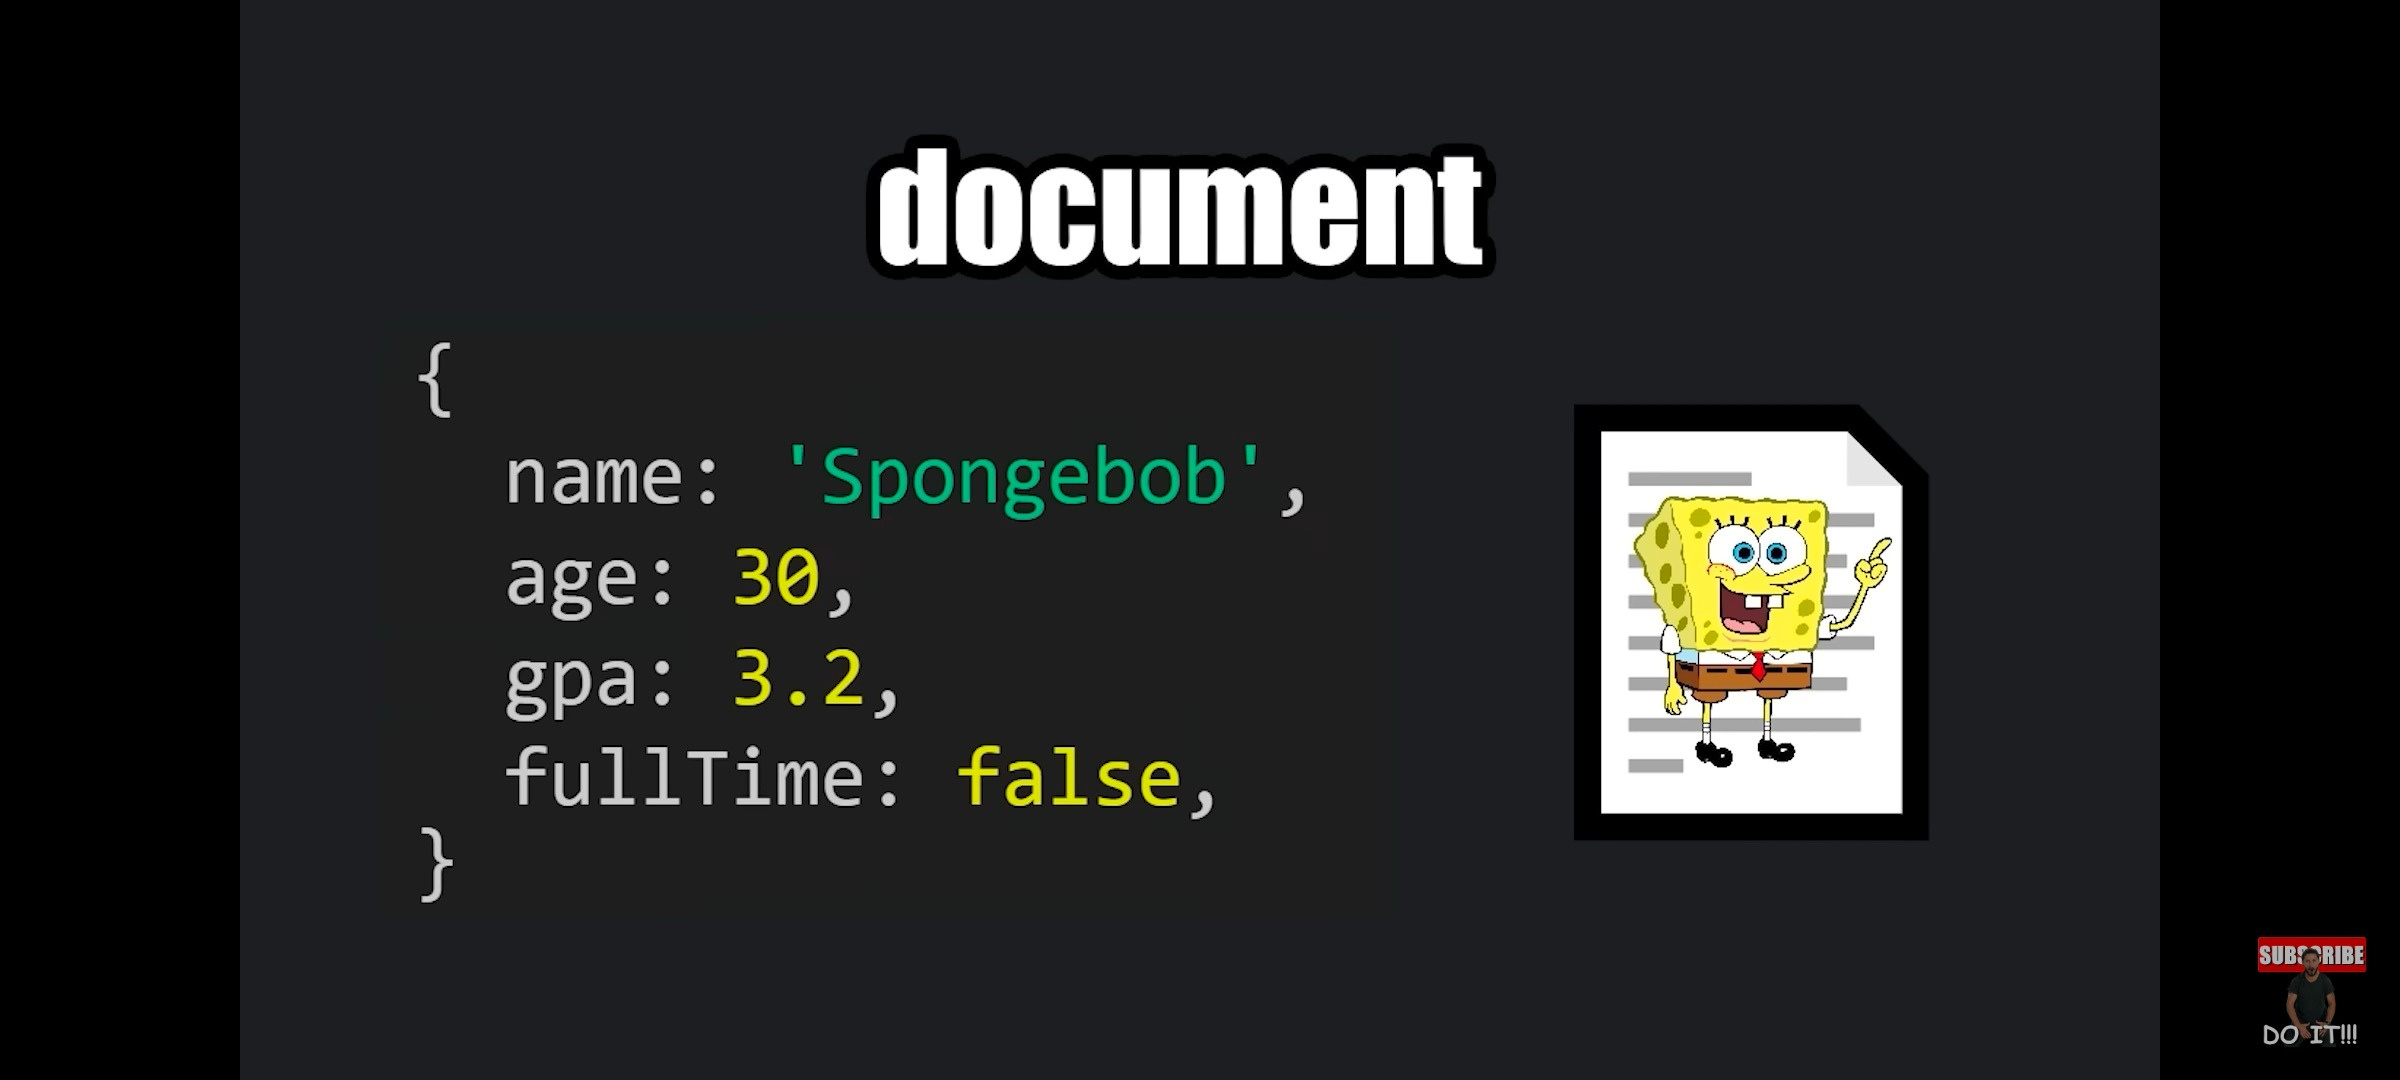 document
{
name: 'Spongebob',
age: 30,
gpa: 3.2,
fullTime: false,
}
SUBSCRIBE
DO IT!!!